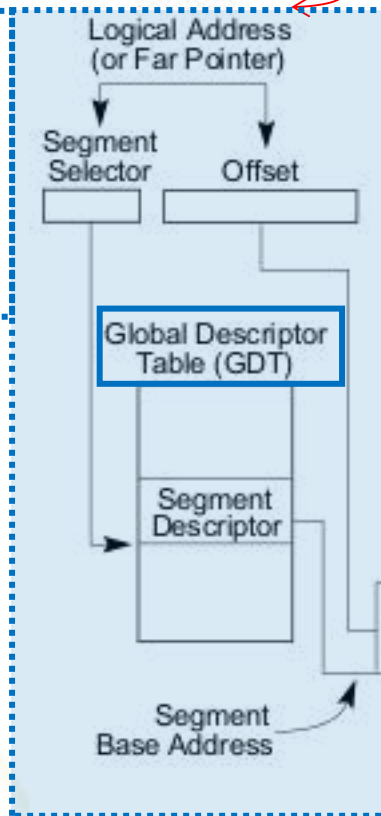 Logical Address
(or Far Pointer)
Segment
Selector
Offset
Global Descriptor
Table (GDT)
Segment
Descriptor
Segment
Base Address